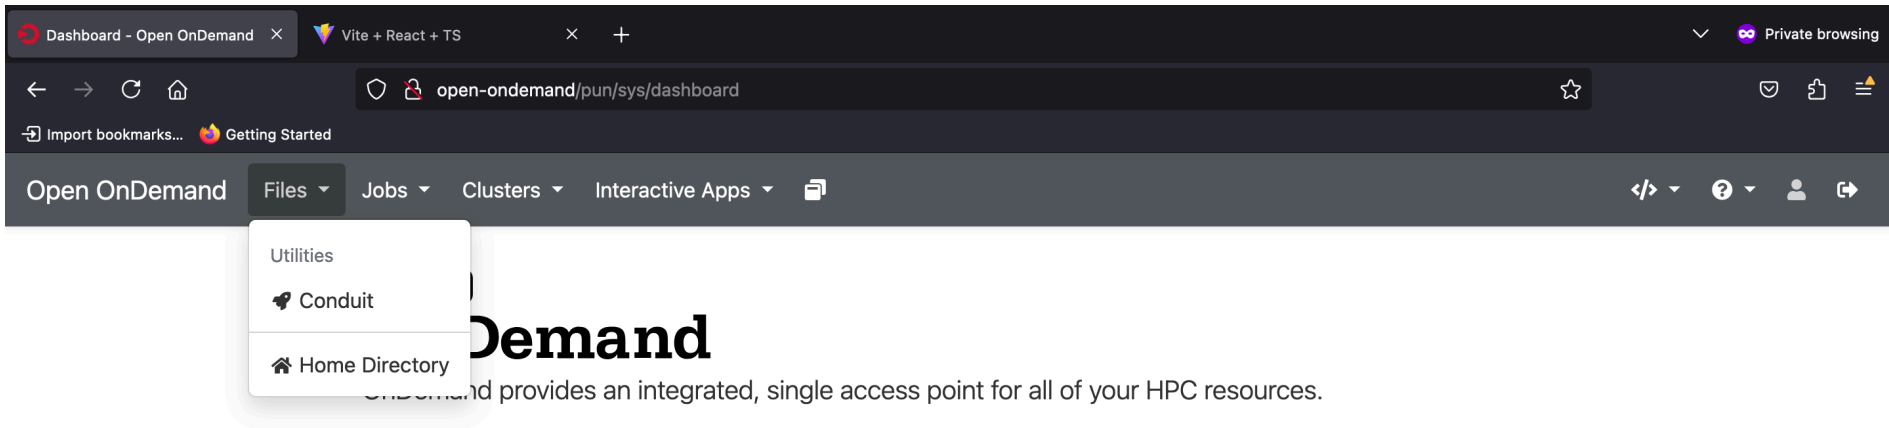 Dashboard - Open OnDemand
Vite + React + TS
Private browsing
open-ondemand/pun/sys/dashboard
Import bookmarks...
Getting Started
Open OnDemand Files Jobs Clusters Interactive Apps
Utilities
Conduit
Home Directory
Demand
OnDemand provides an integrated, single access point for all of your HPC resources.